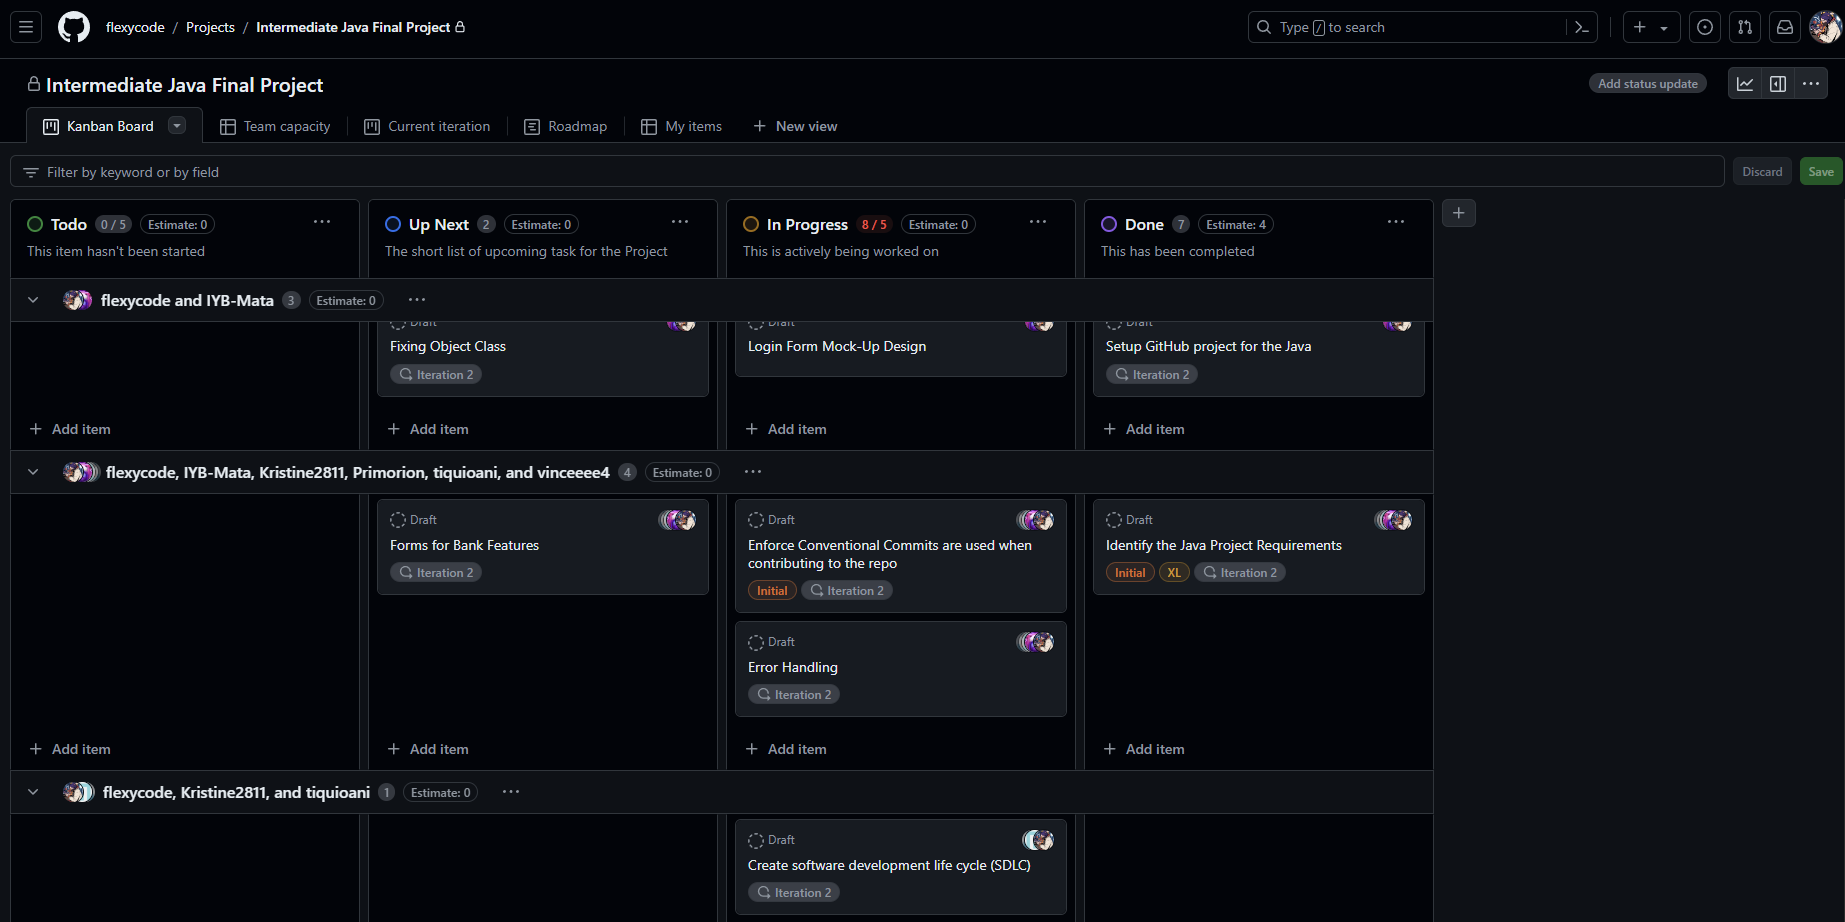 flexycode / Projects / Intermediate Java Final Project
Type / to search
Intermediate Java Final Project
Add status update
Kanban Board
Team capacity
Current iteration
Roadmap
My items
New view
Filter by keyword or by field
Discard
Save
Todo 0 / 5 Estimate: 0
This item hasn't been started
Up Next 2 Estimate: 0
The short list of upcoming task for the Project
In Progress 8 / 5 Estimate: 0
This is actively being worked on
Done 7 Estimate: 4
This has been completed
flexycode and IYB-Mata 3 Estimate: 0
Draft
Fixing Object Class
Iteration 2
Draft
Login Form Mock-Up Design
Draft
Setup GitHub project for the Java
Iteration 2
Add item
Add item
Add item
Add item
flexycode, IYB-Mata, Kristine2811, Primorion, tiquioani, and vinceeee4 4 Estimate: 0
Draft
Forms for Bank Features
Iteration 2
Draft
Enforce Conventional Commits are used when
contributing to the repo
Initial Iteration 2
Draft
Error Handling
Iteration 2
Draft
Identify the Java Project Requirements
Initial XL Iteration 2
Add item
Add item
Add item
Add item
flexycode, Kristine2811, and tiquioani 1 Estimate: 0
Draft
Create software development life cycle (SDLC)
Iteration 2